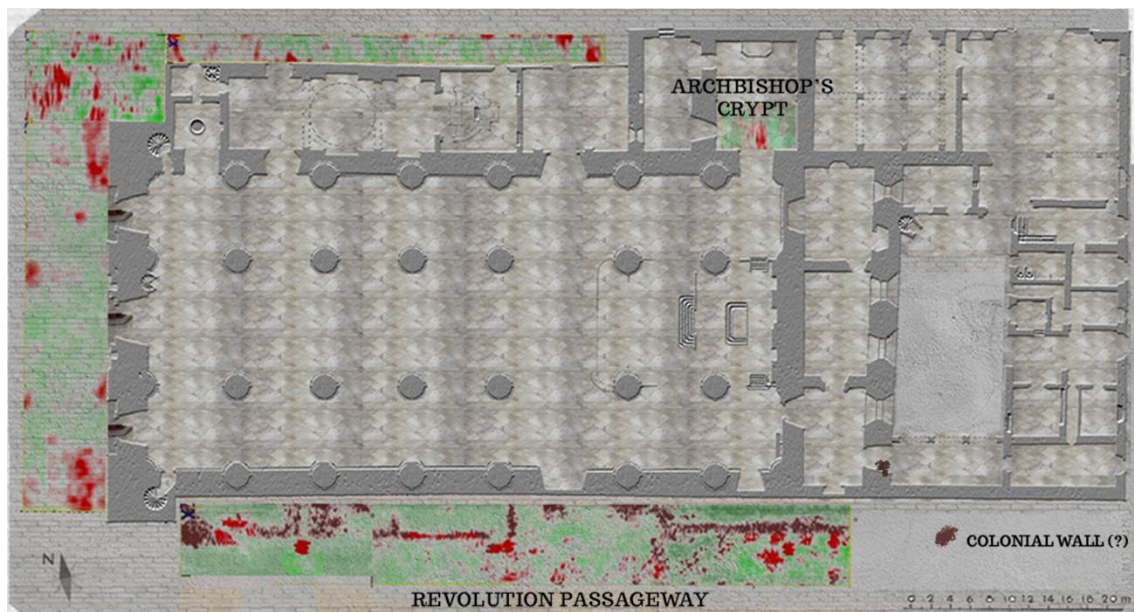 ARCHBISHOP'S
CRYPT
N
COLONIAL WALL (?)
REVOLUTION PASSAGEWAY
0 2 4 6 8 10 12 14 16 18 20 m